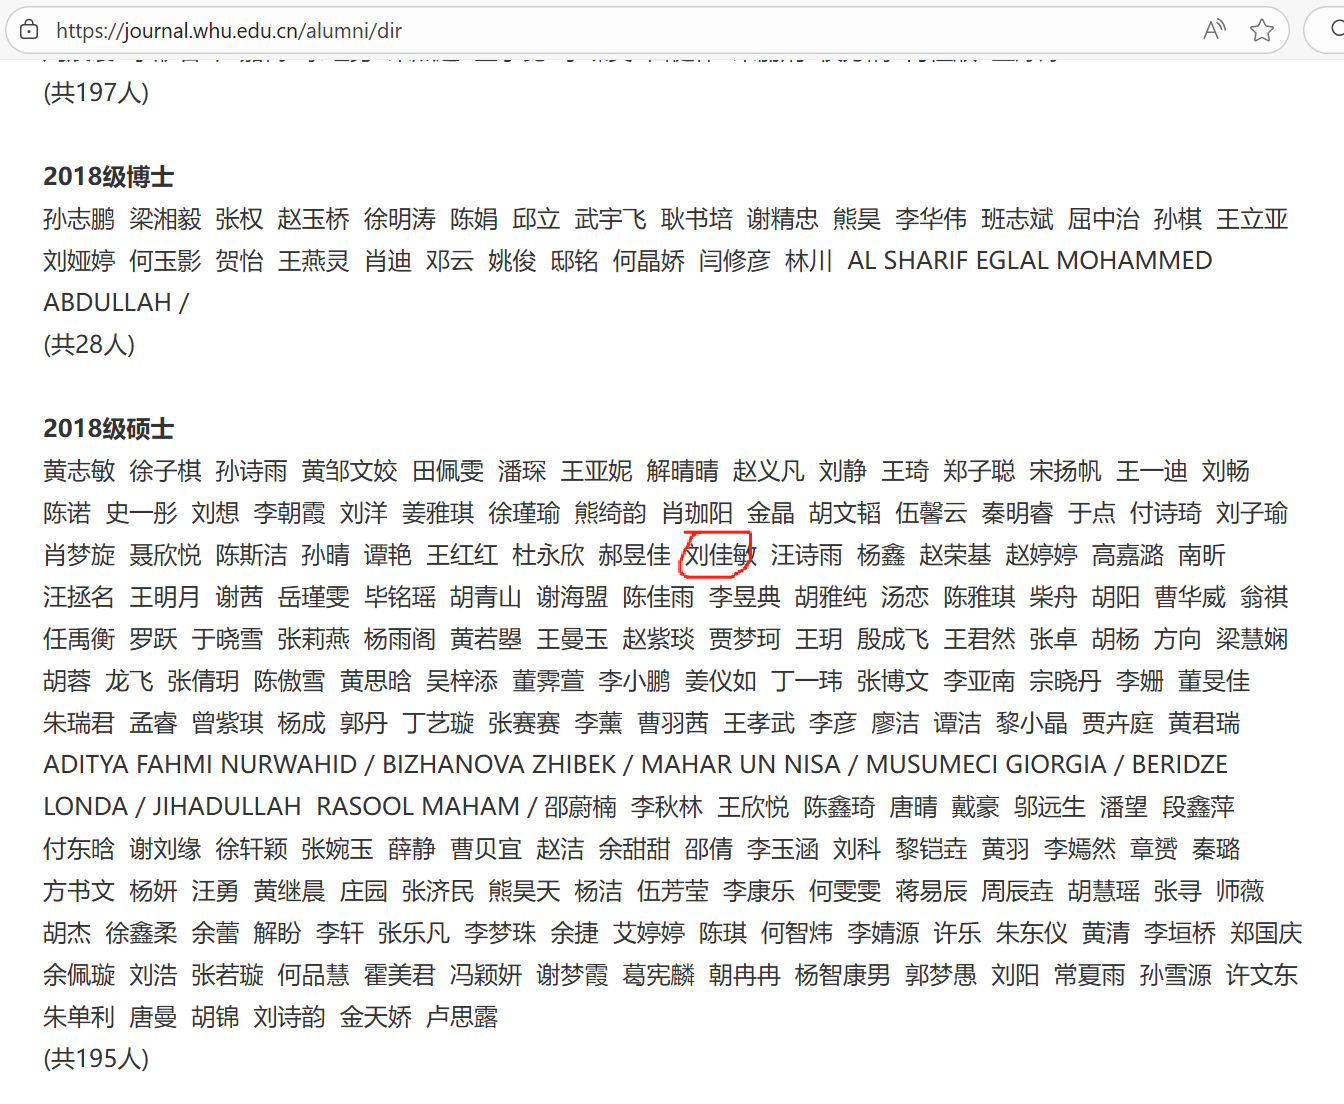 https://journal.whu.edu.cn/alumni/dir
(共197人)
2018级博士
孙志鹏 梁湘毅 张权 赵玉桥 徐明涛 陈娟 邱立 武宇飞 耿书培 谢精忠 熊昊 李华伟 班志斌 屈中治 孙棋 王立亚
刘娅婷 何玉影 贺怡 王燕灵 肖迪 邓云 姚俊 邸铭 何晶娇 闫修彦 林川 AL SHARIF EGLAL MOHAMMED
ABDULLAH /
(共28人)
2018级硕士
黄志敏 徐子棋 孙诗雨 黄邹文姣 田佩雯 潘琛 王亚妮 解晴晴 赵义凡 刘静 王琦 郑子聪 宋扬帆 王一迪 刘畅
陈诺 史一彤 刘想 李朝霞 刘洋 姜雅琪 徐瑾瑜 熊绮韵 肖珈阳 金晶 胡文韬 伍馨云 秦明睿 于点 付诗琦 刘子瑜
肖梦旋 聂欣悦 陈斯洁 孙晴 谭艳 王红红 杜永欣 郝昱佳 刘佳敏 汪诗雨 杨鑫 赵荣基 赵婷婷 高嘉潞 南昕
汪拯名 王明月 谢茜 岳瑾雯 毕铭瑶 胡青山 谢海盟 陈佳雨 李昱典 胡雅纯 汤恋 陈雅琪 柴舟 胡阳 曹华威 翁祺
任禹衡 罗跃 于晓雪 张莉燕 杨雨阁 黄若曌 王曼玉 赵紫琰 贾梦珂 王玥 殷成飞 王君然 张卓 胡杨 方向 梁慧娴
胡蓉 龙飞 张倩玥 陈傲雪 黄思晗 吴梓添 董霁萱 李小鹏 姜仪如 丁一玮 张博文 李亚南 宗晓丹 李姗 董旻佳
朱瑞君 孟睿 曾紫琪 杨成 郭丹 丁艺璇 张赛赛 李薰 曹羽茜 王孝武 李彦 廖洁 谭洁 黎小晶 贾卉庭 黄君瑞
ADITYA FAHMI NURWAHID / BIZHANOVA ZHIBEK / MAHAR UN NISA / MUSUMECI GIORGIA / BERIDZE
LONDA / JIHADULLAH RASOOL MAHAM / 邵蔚楠 李秋林 王欣悦 陈鑫琦 唐晴 戴豪 邬远生 潘望 段鑫萍
付东晗 谢刘缘 徐轩颖 张婉玉 薛静 曹贝宜 赵洁 余甜甜 邵倩 李玉涵 刘科 黎铠垚 黄羽 李嫣然 章赟 秦璐
方书文 杨妍 汪勇 黄继晨 庄园 张济民 熊昊天 杨洁 伍芳莹 李康乐 何雯雯 蒋易辰 周辰垚 胡慧瑶 张寻 师薇
胡杰 徐鑫柔 余蕾 解盼 李轩 张乐凡 李梦珠 余捷 艾婷婷 陈琪 何智炜 李婧源 许乐 朱东仪 黄清 李垣桥 郑国庆
余佩璇 刘浩 张若璇 何品慧 霍美君 冯颖妍 谢梦霞 葛宪麟 朝冉冉 杨智康男 郭梦愚 刘阳 常夏雨 孙雪源 许文东
朱单利 唐曼 胡锦 刘诗韵 金天娇 卢思露
(共195人)